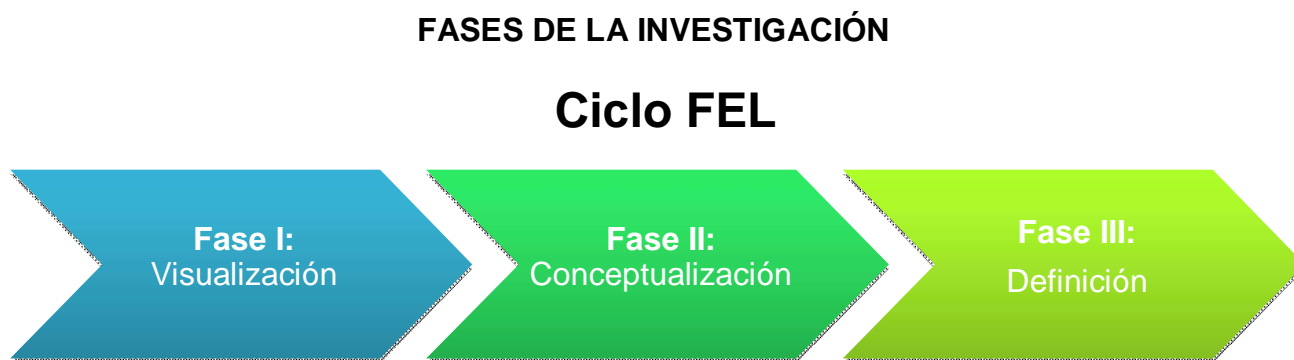 FASES DE LA INVESTIGACIÓN
Ciclo FEL
Fase I:
Visualización
Fase II:
Conceptualización
Fase III:
Definición